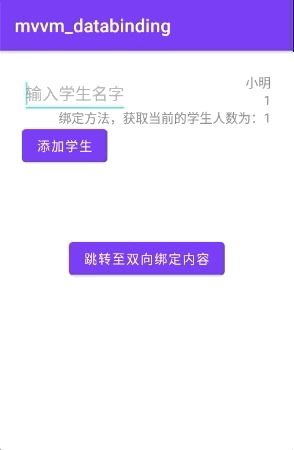 mvvm_databinding
小明
输入学生名字
1
绑定方法，获取当前的学生人数为：1
添加学生
跳转至双向绑定内容